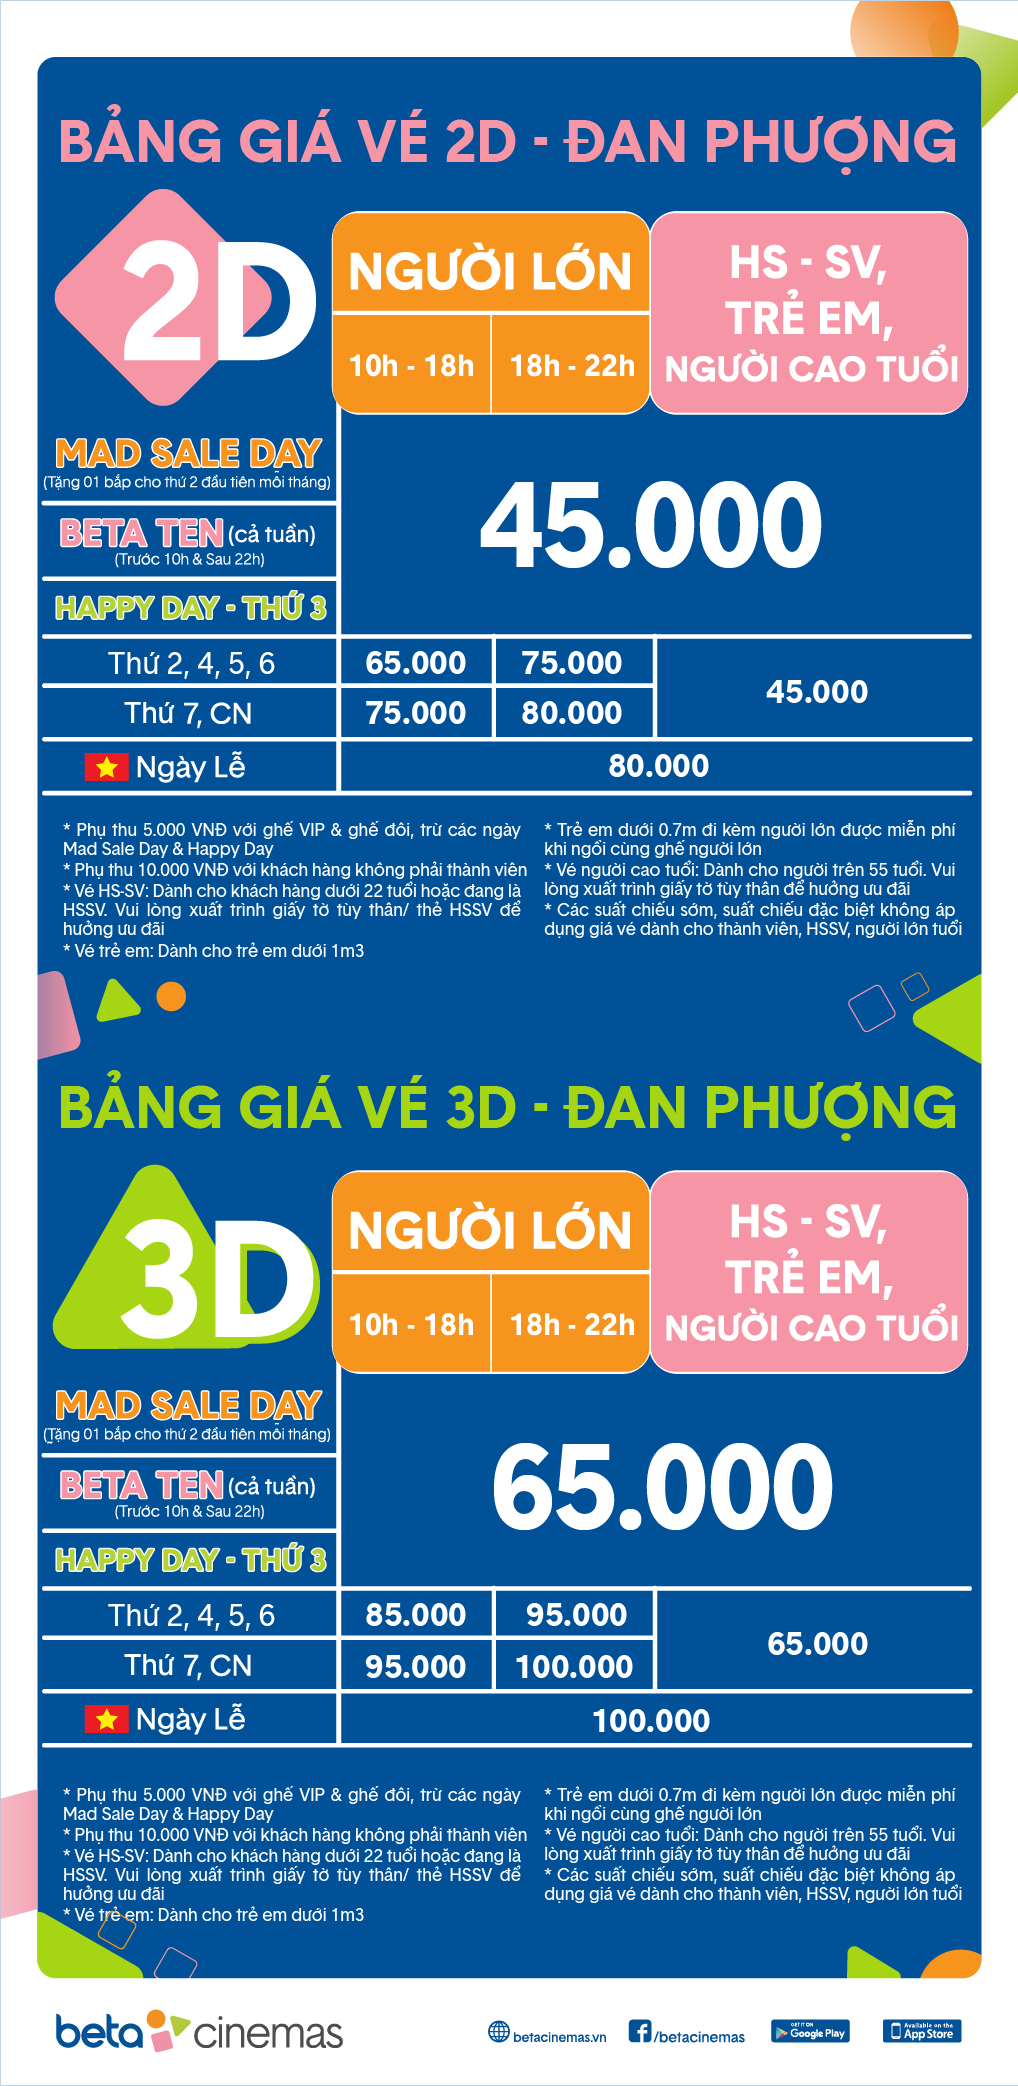 BẢNG GIÁ VÉ 2D - ĐAN PHƯỢNG
2D
NGƯỜI LỚN
10h - 18h
18h - 22h
HS - SV,
TRẺ EM,
NGƯỜI CAO TUỔI
MAD SALE DAY
(Tặng 01 bắp cho thứ 2 đầu tiên mỗi tháng)
BETA TEN (cả tuần)
(Trước 10h & Sau 22h)
HAPPY DAY - THỨ 3
45.000
Thứ 2, 4, 5, 6
65.000
75.000
45.000
Thứ 7, CN
75.000
80.000
Ngày Lễ
80.000
* Phụ thu 5.000 VNĐ với ghế VIP & ghế đôi, trừ các ngày
Mad Sale Day & Happy Day
* Phụ thu 10.000 VNĐ với khách hàng không phải thành viên
* Vé HS-SV: Dành cho khách hàng dưới 22 tuổi hoặc đang là
HSSV. Vui lòng xuất trình giấy tờ tùy thân/ thẻ HSSV để
hưởng ưu đãi
* Vé trẻ em: Dành cho trẻ em dưới 1m3
* Trẻ em dưới 0.7m đi kèm người lớn được miễn phí
khi ngồi cùng ghế người lớn
* Vé người cao tuổi: Dành cho người trên 55 tuổi. Vui
lòng xuất trình giấy tờ tùy thân để hưởng ưu đãi
* Các suất chiếu sớm, suất chiếu đặc biệt không áp
dụng giá vé dành cho thành viên, HSSV, người lớn tuổi
BẢNG GIÁ VÉ 3D - ĐAN PHƯỢNG
3D
NGƯỜI LỚN
10h - 18h
18h - 22h
HS - SV,
TRẺ EM,
NGƯỜI CAO TUỔI
MAD SALE DAY
(Tặng 01 bắp cho thứ 2 đầu tiên mỗi tháng)
BETA TEN (cả tuần)
(Trước 10h & Sau 22h)
HAPPY DAY - THỨ 3
65.000
Thứ 2, 4, 5, 6
85.000
95.000
65.000
Thứ 7, CN
95.000
100.000
Ngày Lễ
100.000
* Phụ thu 5.000 VNĐ với ghế VIP & ghế đôi, trừ các ngày
Mad Sale Day & Happy Day
* Phụ thu 10.000 VNĐ với khách hàng không phải thành viên
* Vé HS-SV: Dành cho khách hàng dưới 22 tuổi hoặc đang là
HSSV. Vui lòng xuất trình giấy tờ tùy thân/ thẻ HSSV để
hưởng ưu đãi
* Vé trẻ em: Dành cho trẻ em dưới 1m3
* Trẻ em dưới 0.7m đi kèm người lớn được miễn phí
khi ngồi cùng ghế người lớn
* Vé người cao tuổi: Dành cho người trên 55 tuổi. Vui
lòng xuất trình giấy tờ tùy thân để hưởng ưu đãi
* Các suất chiếu sớm, suất chiếu đặc biệt không áp
dụng giá vé dành cho thành viên, HSSV, người lớn tuổi
beta cinemas
betacinemas.vn
/betacinemas
GET IT ON
Google Play
Available on the
App Store